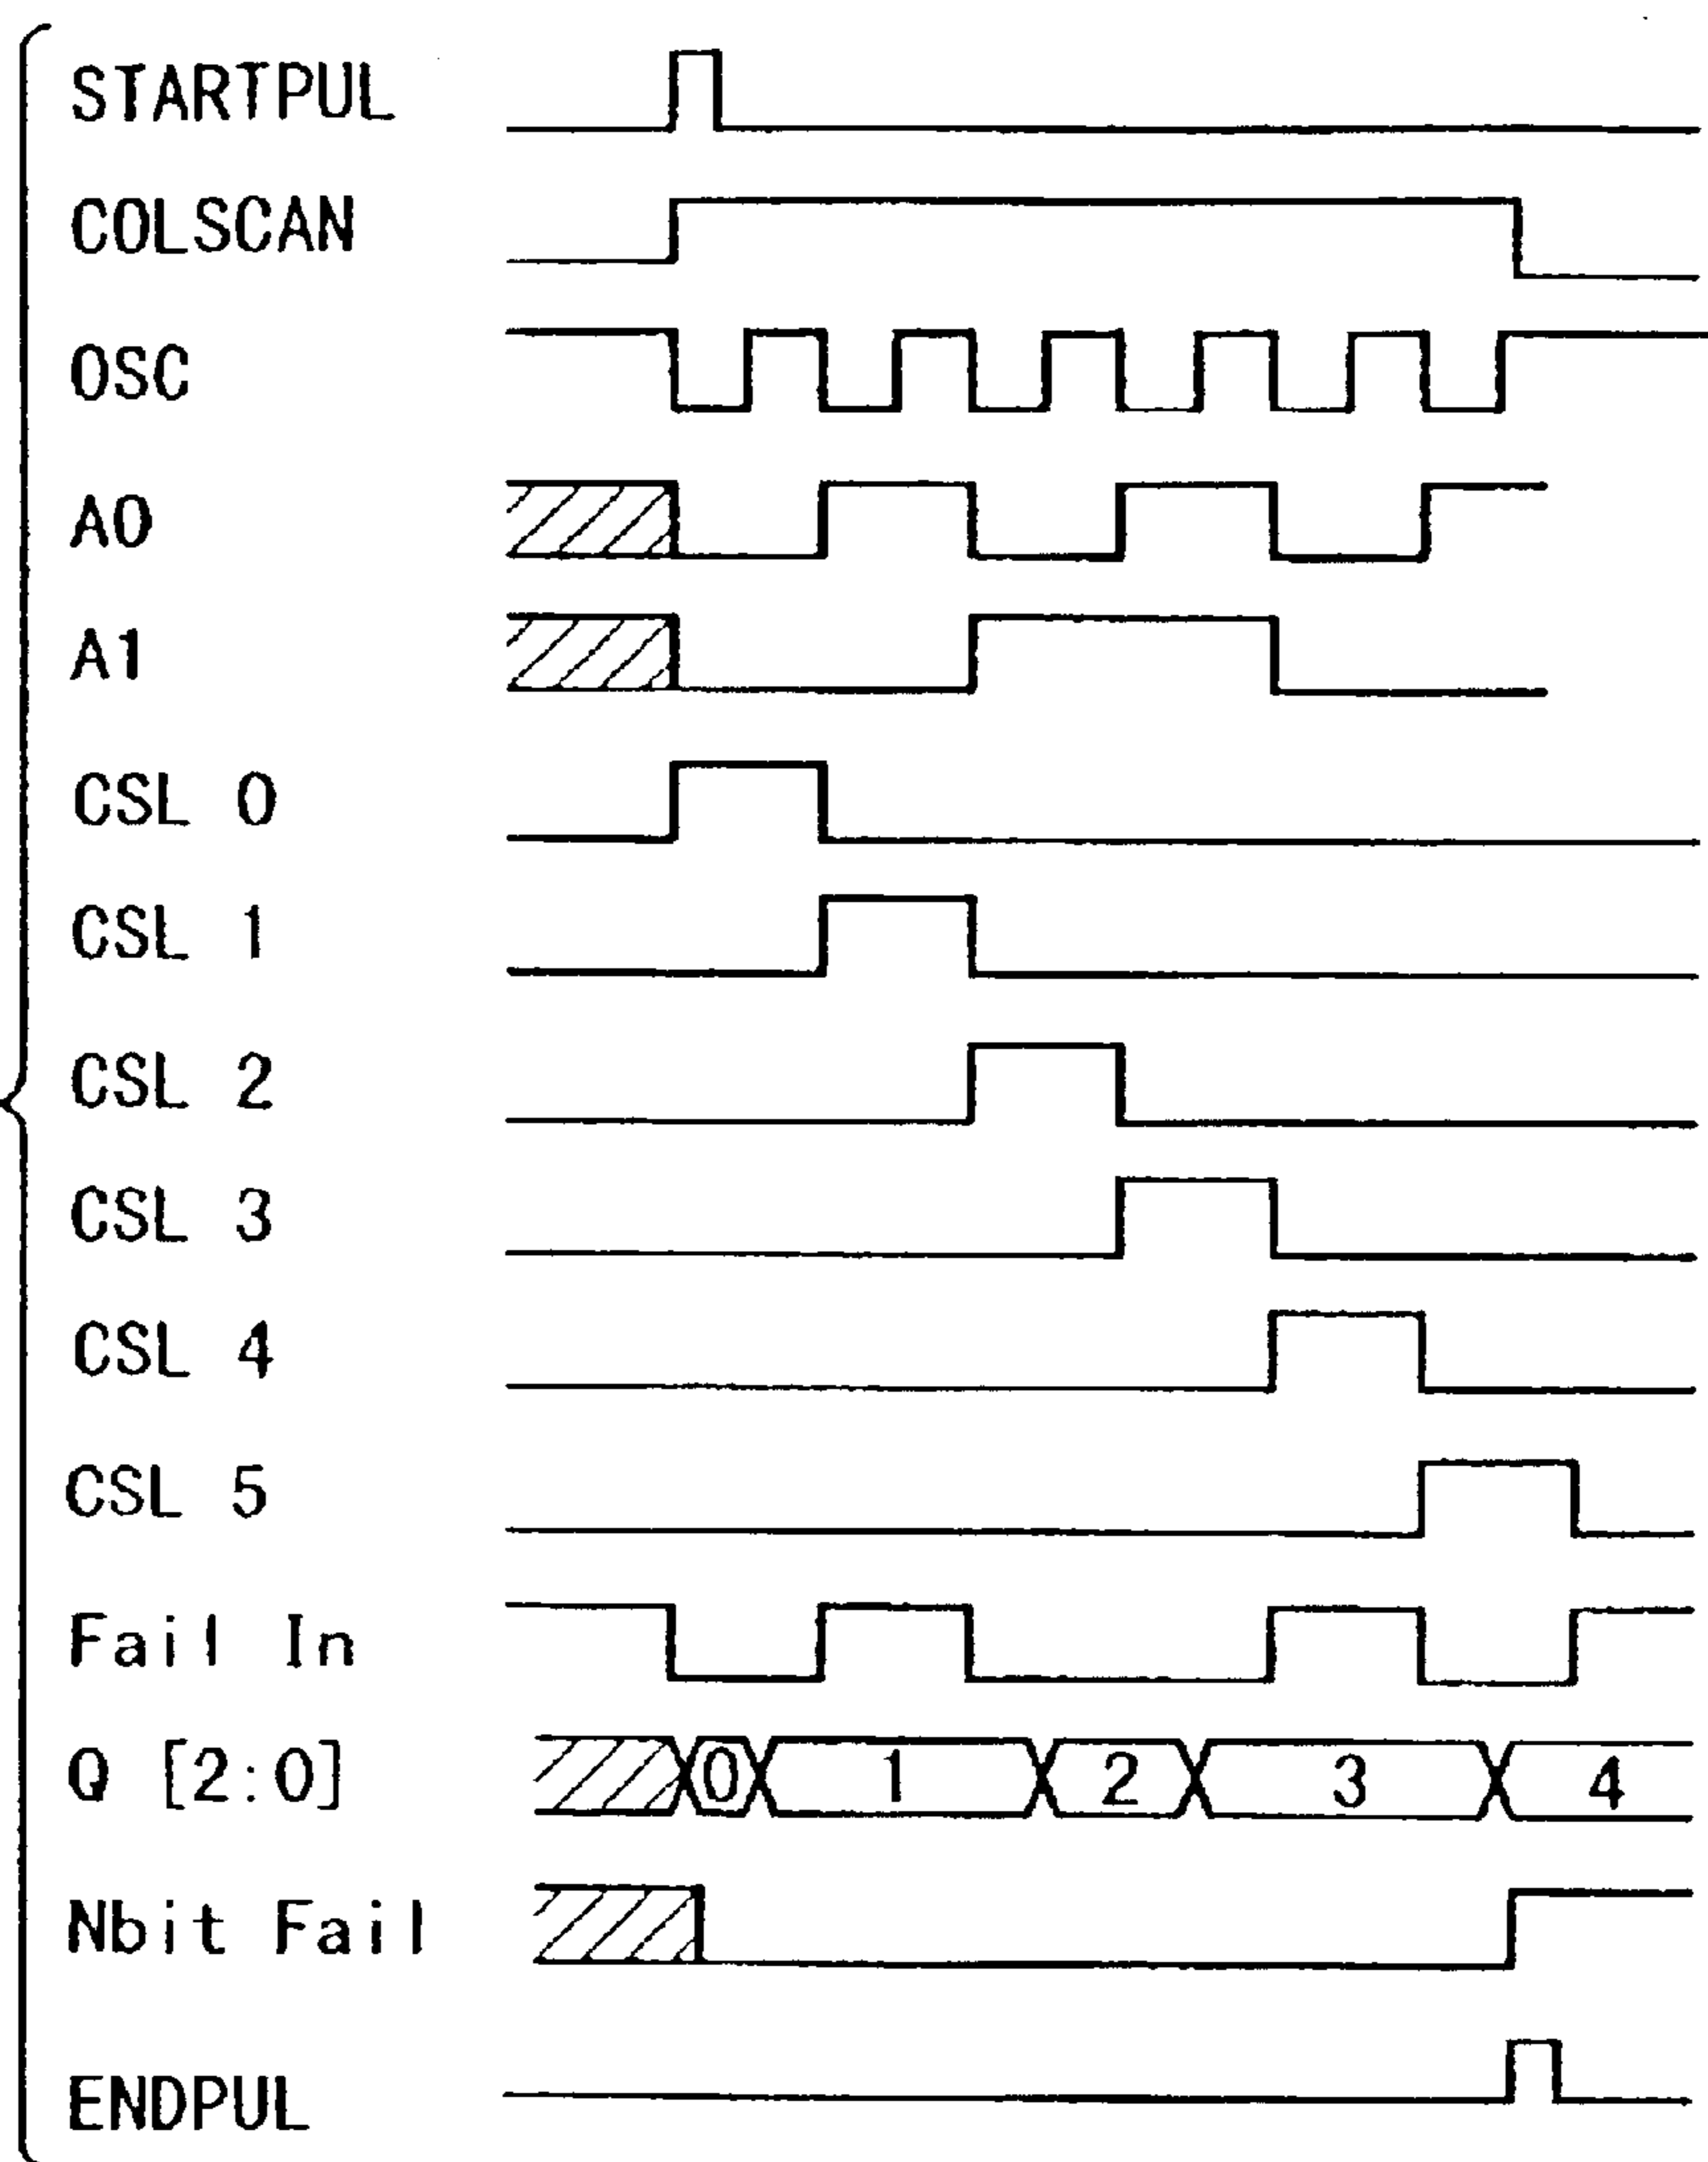 STARTPUL
COLSCAN
OSC
A0
A1
CSL 0
CSL 1
CSL 2
CSL 3
CSL 4
CSL 5
Fail In
Q [2:0] 0 1 2 3 4
Nbit Fail
ENDPUL